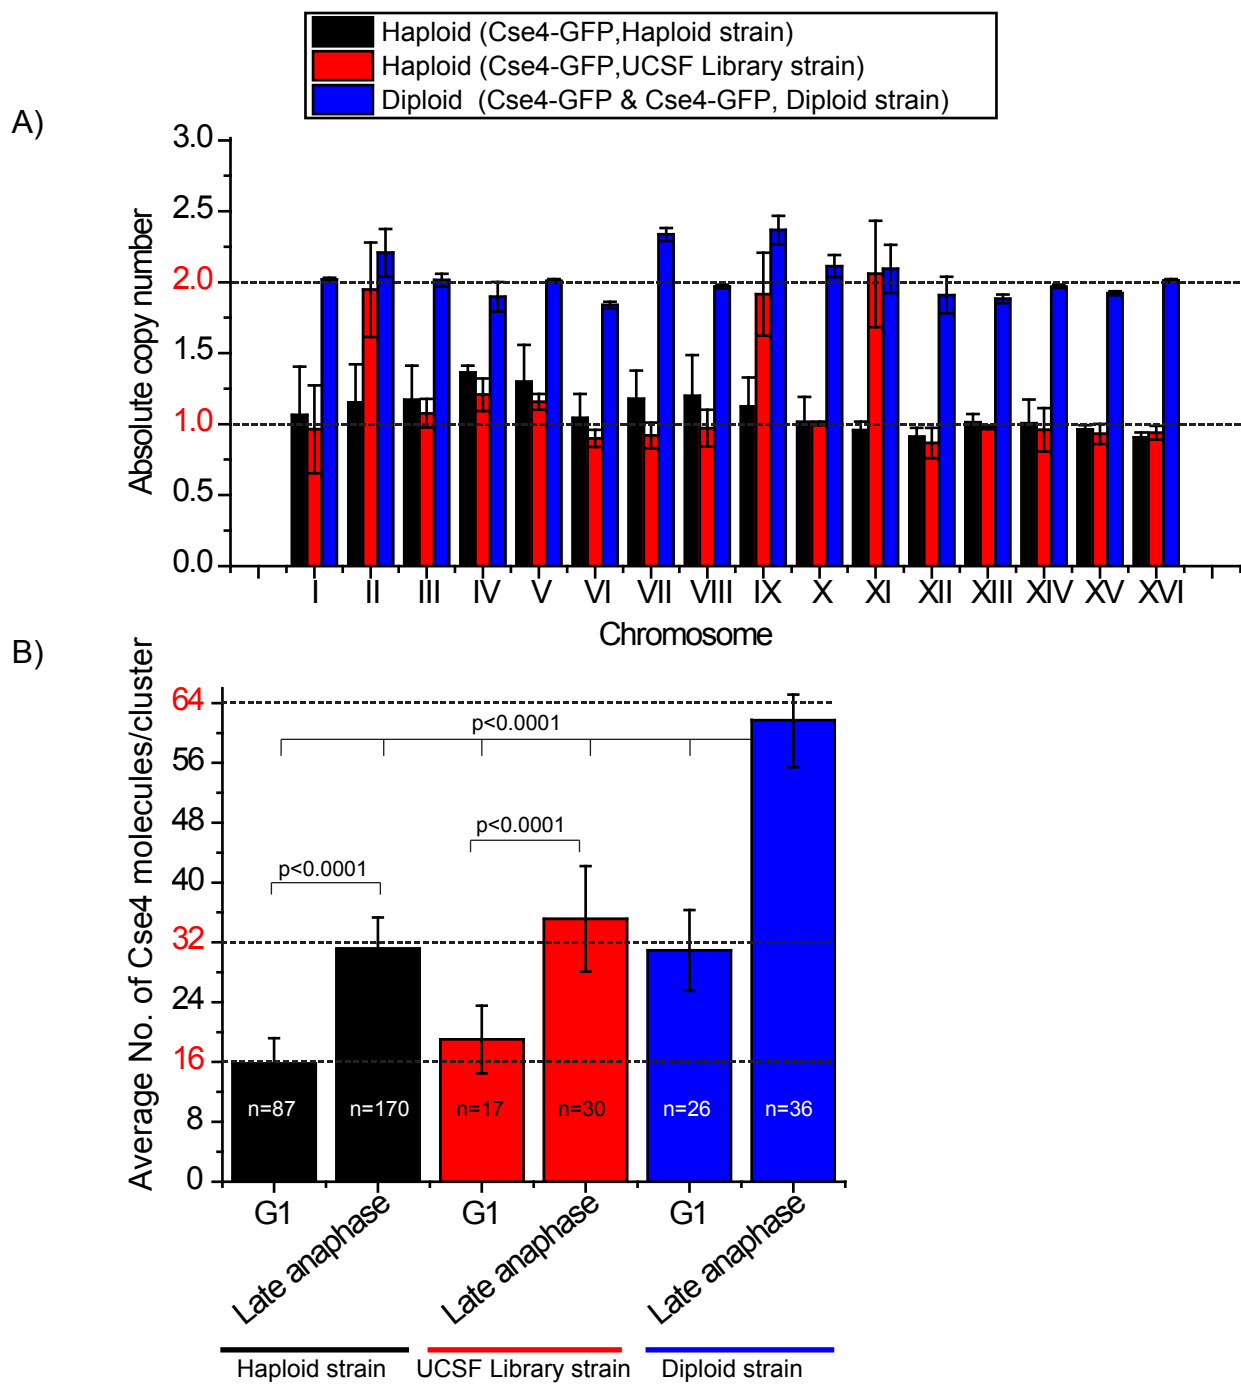 Haploid (Cse4-GFP,Haploid strain)
Haploid (Cse4-GFP,UCSF Library strain)
Diploid (Cse4-GFP & Cse4-GFP, Diploid strain)
A)
Absolute copy number
3.0
2.5
2.0
1.5
1.0
0.5
0.0
I II III IV V VI VII VIII IX X XI XII XIII XIV XV XVI
Chromosome
B)
Average No. of Cse4 molecules/cluster
64
56
48
40
32
24
16
8
0
p<0.0001
p<0.0001
p<0.0001
n=87 n=170 n=17 n=30 n=26 n=36
G1 Late anaphase G1 Late anaphase G1 Late anaphase
Haploid strain UCSF Library strain Diploid strain